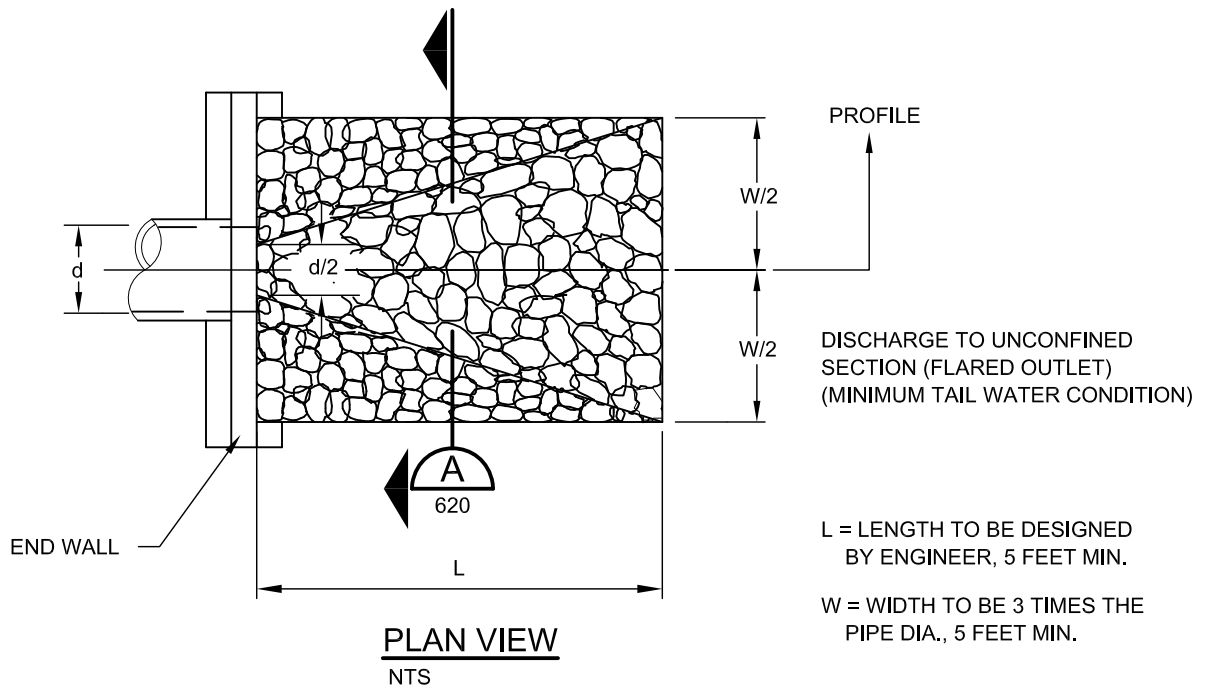 PROFILE
W/2
d
d/2
W/2
DISCHARGE TO UNCONFINED
SECTION (FLARED OUTLET)
(MINIMUM TAIL WATER CONDITION)
A
620
END WALL
L
L = LENGTH TO BE DESIGNED
BY ENGINEER, 5 FEET MIN.
W = WIDTH TO BE 3 TIMES THE
PIPE DIA., 5 FEET MIN.
PLAN VIEW
NTS